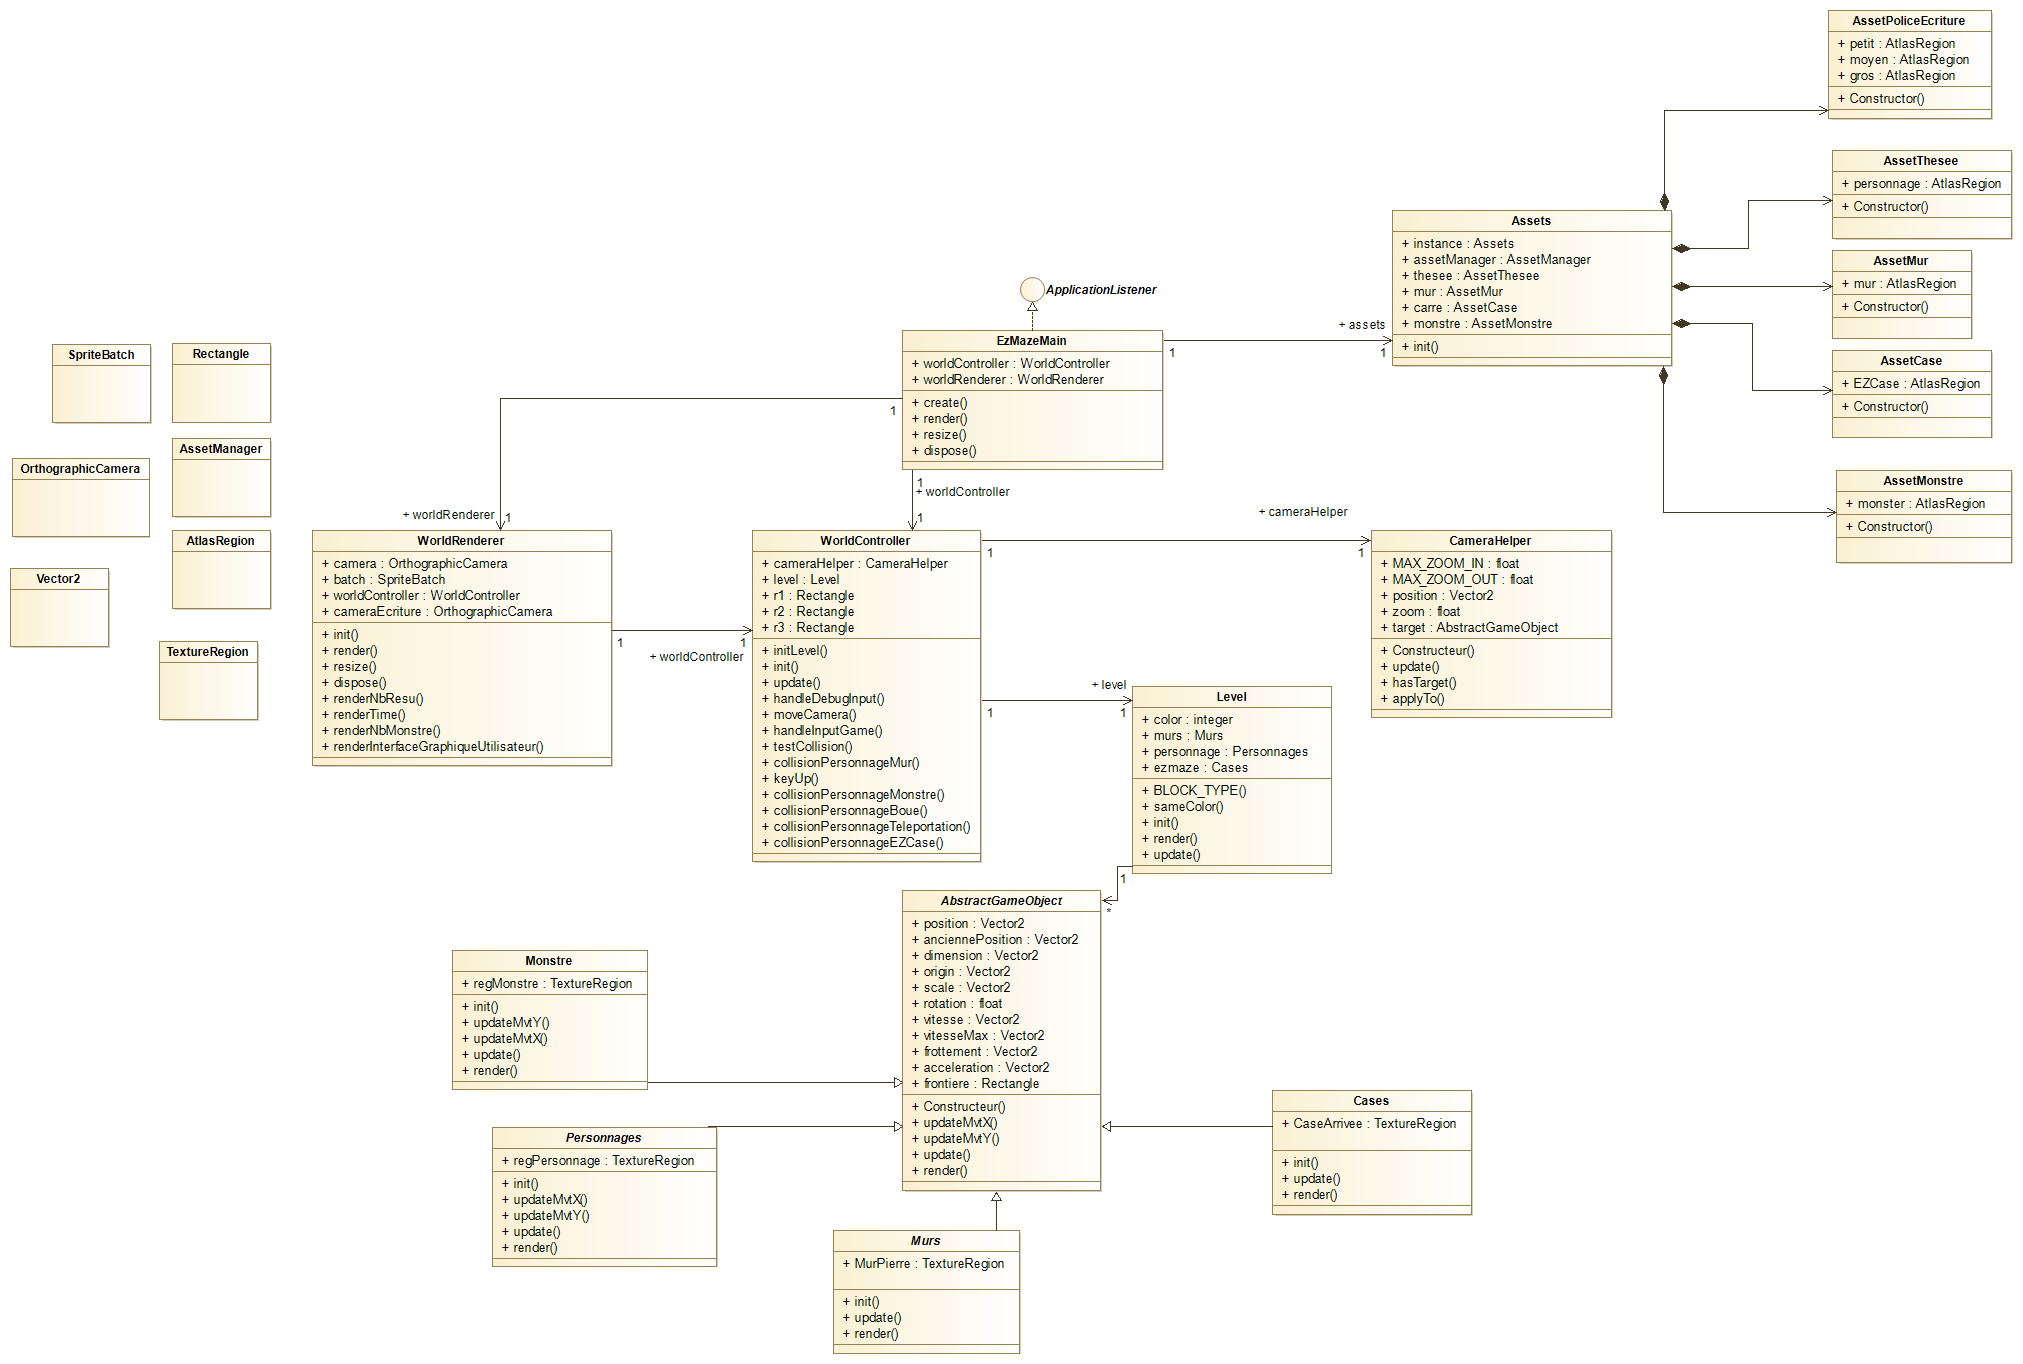 AssetPoliceEcriture
+ petit : AtlasRegion
+ moyen : AtlasRegion
+ gros : AtlasRegion
+ Constructor()
AssetThesee
+ personnage : AtlasRegion
+ Constructor()
Assets
+ instance : Assets
+ assetManager : AssetManager
+ thesee : AssetThesee
+ mur : AssetMur
+ carre : AssetCase
+ monstre : AssetMonstre
+ init()
AssetMur
+ mur : AtlasRegion
+ Constructor()
AssetCase
+ EZCase : AtlasRegion
+ Constructor()
AssetMonstre
+ monster : AtlasRegion
+ Constructor()
ApplicationListener
EzMazeMain
+ worldController : WorldController
+ worldRenderer : WorldRenderer
+ create()
+ render()
+ resize()
+ dispose()
+ assets
1
1
1
1
+ worldController
1
+ worldRenderer
1
SpriteBatch
Rectangle
OrthographicCamera
AssetManager
AtlasRegion
Vector2
TextureRegion
WorldRenderer
+ camera : OrthographicCamera
+ batch : SpriteBatch
+ worldController : WorldController
+ cameraEcriture : OrthographicCamera
+ init()
+ render()
+ resize()
+ dispose()
+ renderNbResu()
+ renderTime()
+ renderNbMonstre()
+ renderInterfaceGraphiqueUtilisateur()
1
1
+ worldController
WorldController
+ cameraHelper : CameraHelper
+ level : Level
+ r1 : Rectangle
+ r2 : Rectangle
+ r3 : Rectangle
+ initLevel()
+ init()
+ update()
+ handleDebugInput()
+ moveCamera()
+ handleInputGame()
+ testCollision()
+ collisionPersonnageMur()
+ keyUp()
+ collisionPersonnageMonstre()
+ collisionPersonnageBoue()
+ collisionPersonnageTeleportation()
+ collisionPersonnageEZCase()
+ cameraHelper
1
1
CameraHelper
+ MAX_ZOOM_IN : float
+ MAX_ZOOM_OUT : float
+ position : Vector2
+ zoom : float
+ target : AbstractGameObject
+ Constructeur()
+ update()
+ hasTarget()
+ applyTo()
+ level
1
1
Level
+ color : integer
+ murs : Murs
+ personnage : Personnages
+ ezmaze : Cases
+ BLOCK_TYPE()
+ sameColor()
+ init()
+ render()
+ update()
1
*
AbstractGameObject
+ position : Vector2
+ anciennePosition : Vector2
+ dimension : Vector2
+ origin : Vector2
+ scale : Vector2
+ rotation : float
+ vitesse : Vector2
+ vitesseMax : Vector2
+ frottement : Vector2
+ acceleration : Vector2
+ frontiere : Rectangle
+ Constructeur()
+ updateMvtX()
+ updateMvtY()
+ update()
+ render()
Monstre
+ regMonstre : TextureRegion
+ init()
+ updateMvtY()
+ updateMvtX()
+ update()
+ render()
Personnages
+ regPersonnage : TextureRegion
+ init()
+ updateMvtX()
+ updateMvtY()
+ update()
+ render()
Cases
+ CaseArrivee : TextureRegion
+ init()
+ update()
+ render()
Murs
+ MurPierre : TextureRegion
+ init()
+ update()
+ render()